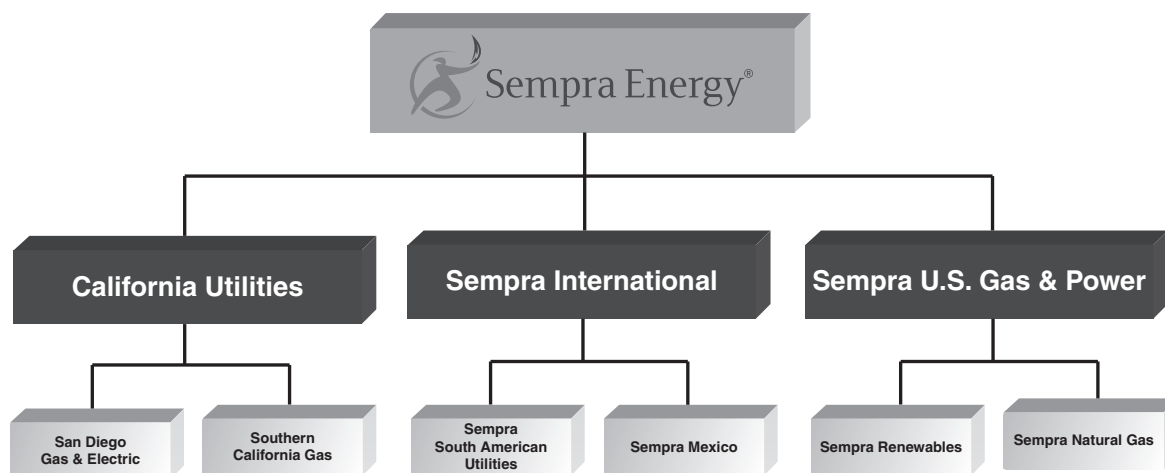 Sempra Energy®
California Utilities
Sempra International
Sempra U.S. Gas & Power
San Diego
Gas & Electric
Southern
California Gas
Sempra
South American
Utilities
Sempra Mexico
Sempra Renewables
Sempra Natural Gas